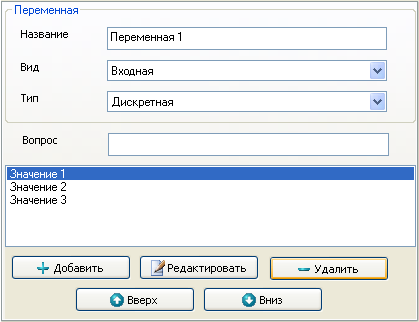 Переменная
Название Переменная 1
Вид Входная
Тип Дискретная
Вопрос
Значение 1
Значение 2
Значение 3
Добавить Редактировать Удалить
Вверх Вниз